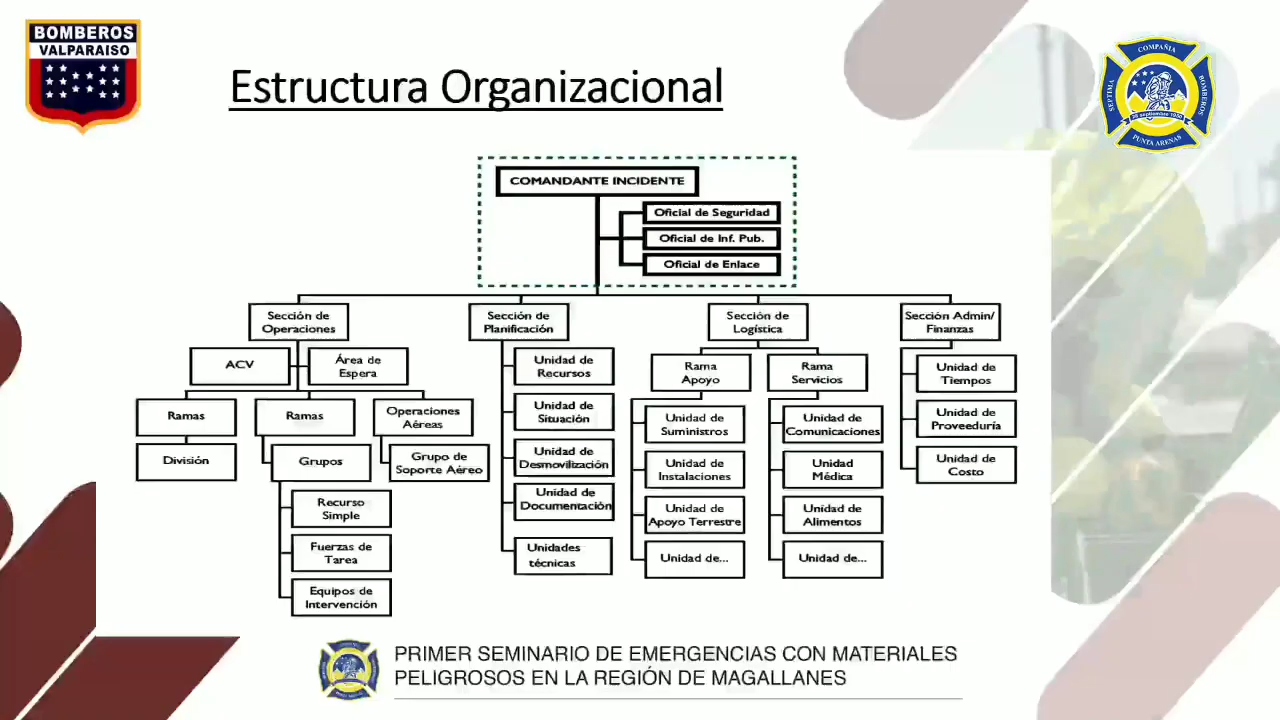 BOMBEROS
VALPARAISO
Estructura Organizacional
COMPAÑIA
SEPTIMA
BOMBEROS
PUNTA ARENAS
COMANDANTE INCIDENTE
Oficial de Seguridad
Oficial de Inf. Pub.
Oficial de Enlace
Sección de
Operaciones
Sección de
Planificación
Sección de
Logística
Sección Admin/
Finanzas
ACV
Área de
Espera
Ramas
División
Ramas
Grupos
Recurso
Simple
Fuerzas de
Tarea
Equipos de
Intervención
Operaciones
Aéreas
Grupo de
Soporte Aéreo
Unidad de
Recursos
Unidad de
Situación
Unidad de
Desmovilización
Unidad de
Documentación
Unidades
técnicas
Rama
Apoyo
Unidad de
Suministros
Unidad de
Instalaciones
Unidad de
Apoyo Terrestre
Unidad de...
Rama
Servicios
Unidad de
Comunicaciones
Unidad
Médica
Unidad de
Alimentos
Unidad de...
Unidad de
Tiempos
Unidad de
Proveeduría
Unidad de
Costo
PRIMER SEMINARIO DE EMERGENCIAS CON MATERIALES
PELIGROSOS EN LA REGIÓN DE MAGALLANES